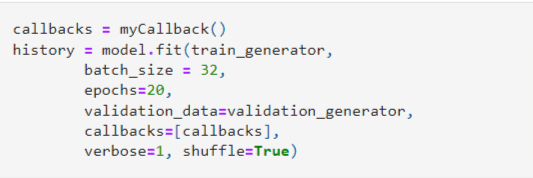 callbacks = myCallback()
history = model.fit(train_generator,
        batch_size = 32,
        epochs=20,
        validation_data=validation_generator,
        callbacks=[callbacks],
        verbose=1, shuffle=True)